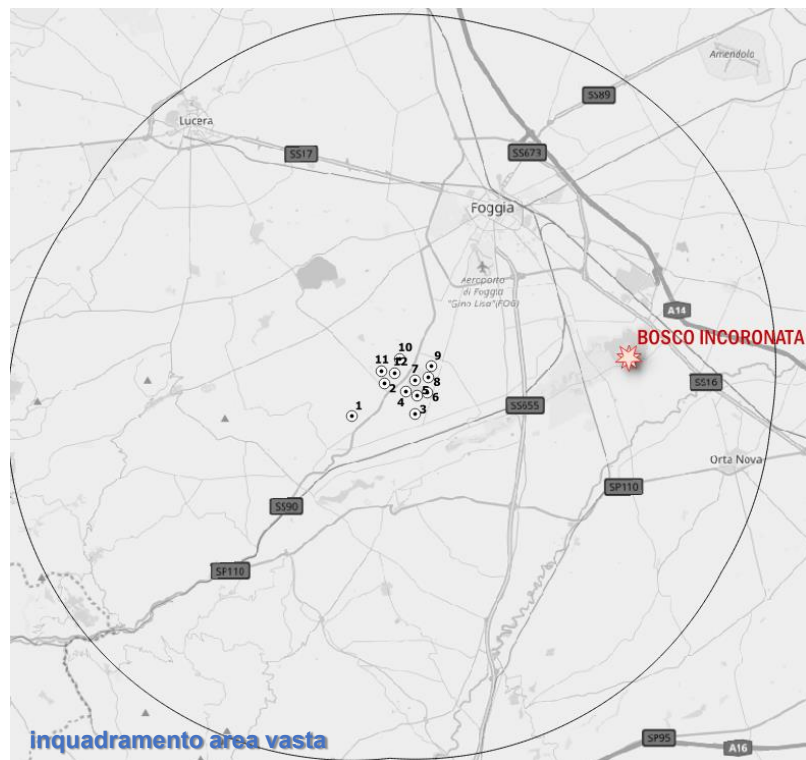 Amendola
SS89
Lucera
SS17
SS673
Foggia
Aeroporto
di Foggia
"Gino Lisa"(FOG)
A14
BOSCO INCORONATA
10
9
11
12
7
8
2
4
5
6
1
3
SS16
SS655
Orta Nova
SP110
SS90
SP110
SP95
A16
inquadramento area vasta